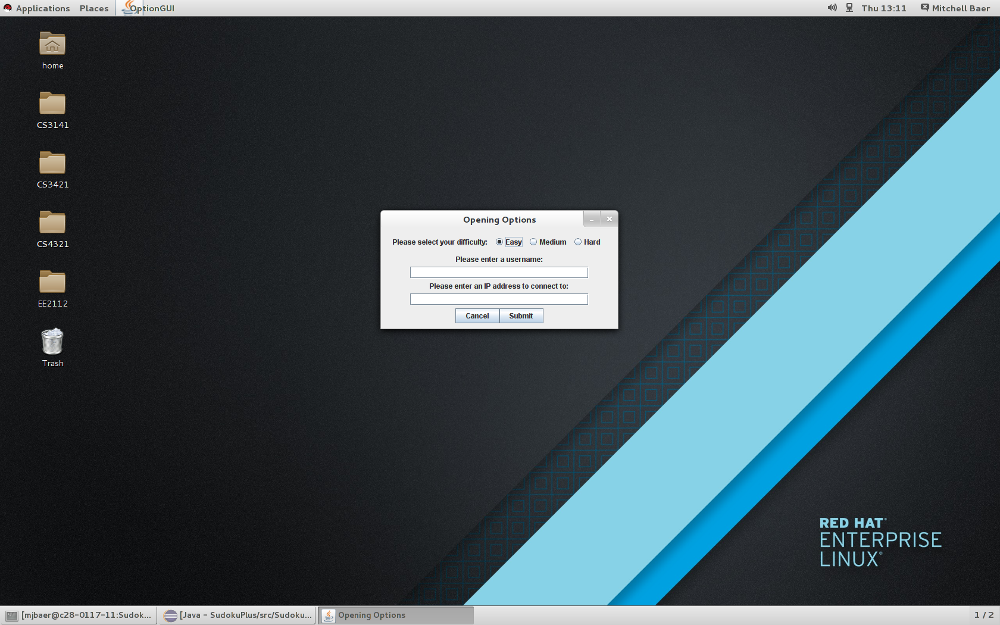 Applications Places OptionGUI Thu 13:11 Mitchell Baer
home
CS3141
CS3421
CS4321
EE2112
Trash
Opening Options
Please select your difficulty: Easy Medium Hard
Please enter a username:
Please enter an IP address to connect to:
Cancel Submit
RED HAT®
ENTERPRISE
LINUX®
[mjbaer@c28-0117-11:Sudok... [Java - SudokuPlus/src/Sudoku... Opening Options 1 / 2